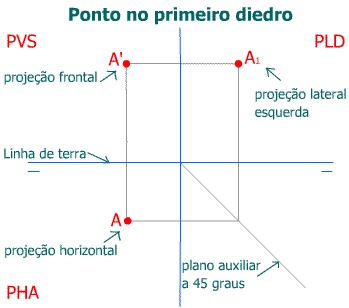 Ponto no primeiro diedro
PVS
PLD
A'
A1
projeção frontal
projeção lateral
esquerda
Linha de terra
A
projeção horizontal
plano auxiliar
a 45 graus
PHA